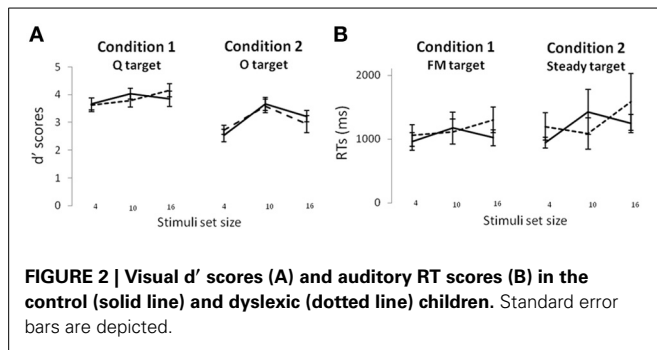 A
Condition 1
Q target
Condition 2
O target
5
4
3
2
1
0
d′ scores
4
10
16
4
10
16
Stimuli set size
B
Condition 1
FM target
Condition 2
Steady target
2000
1000
0
RTs (ms)
4
10
16
4
10
16
Stimuli set size
FIGURE 2 | Visual d′ scores (A) and auditory RT scores (B) in the
control (solid line) and dyslexic (dotted line) children. Standard error
bars are depicted.